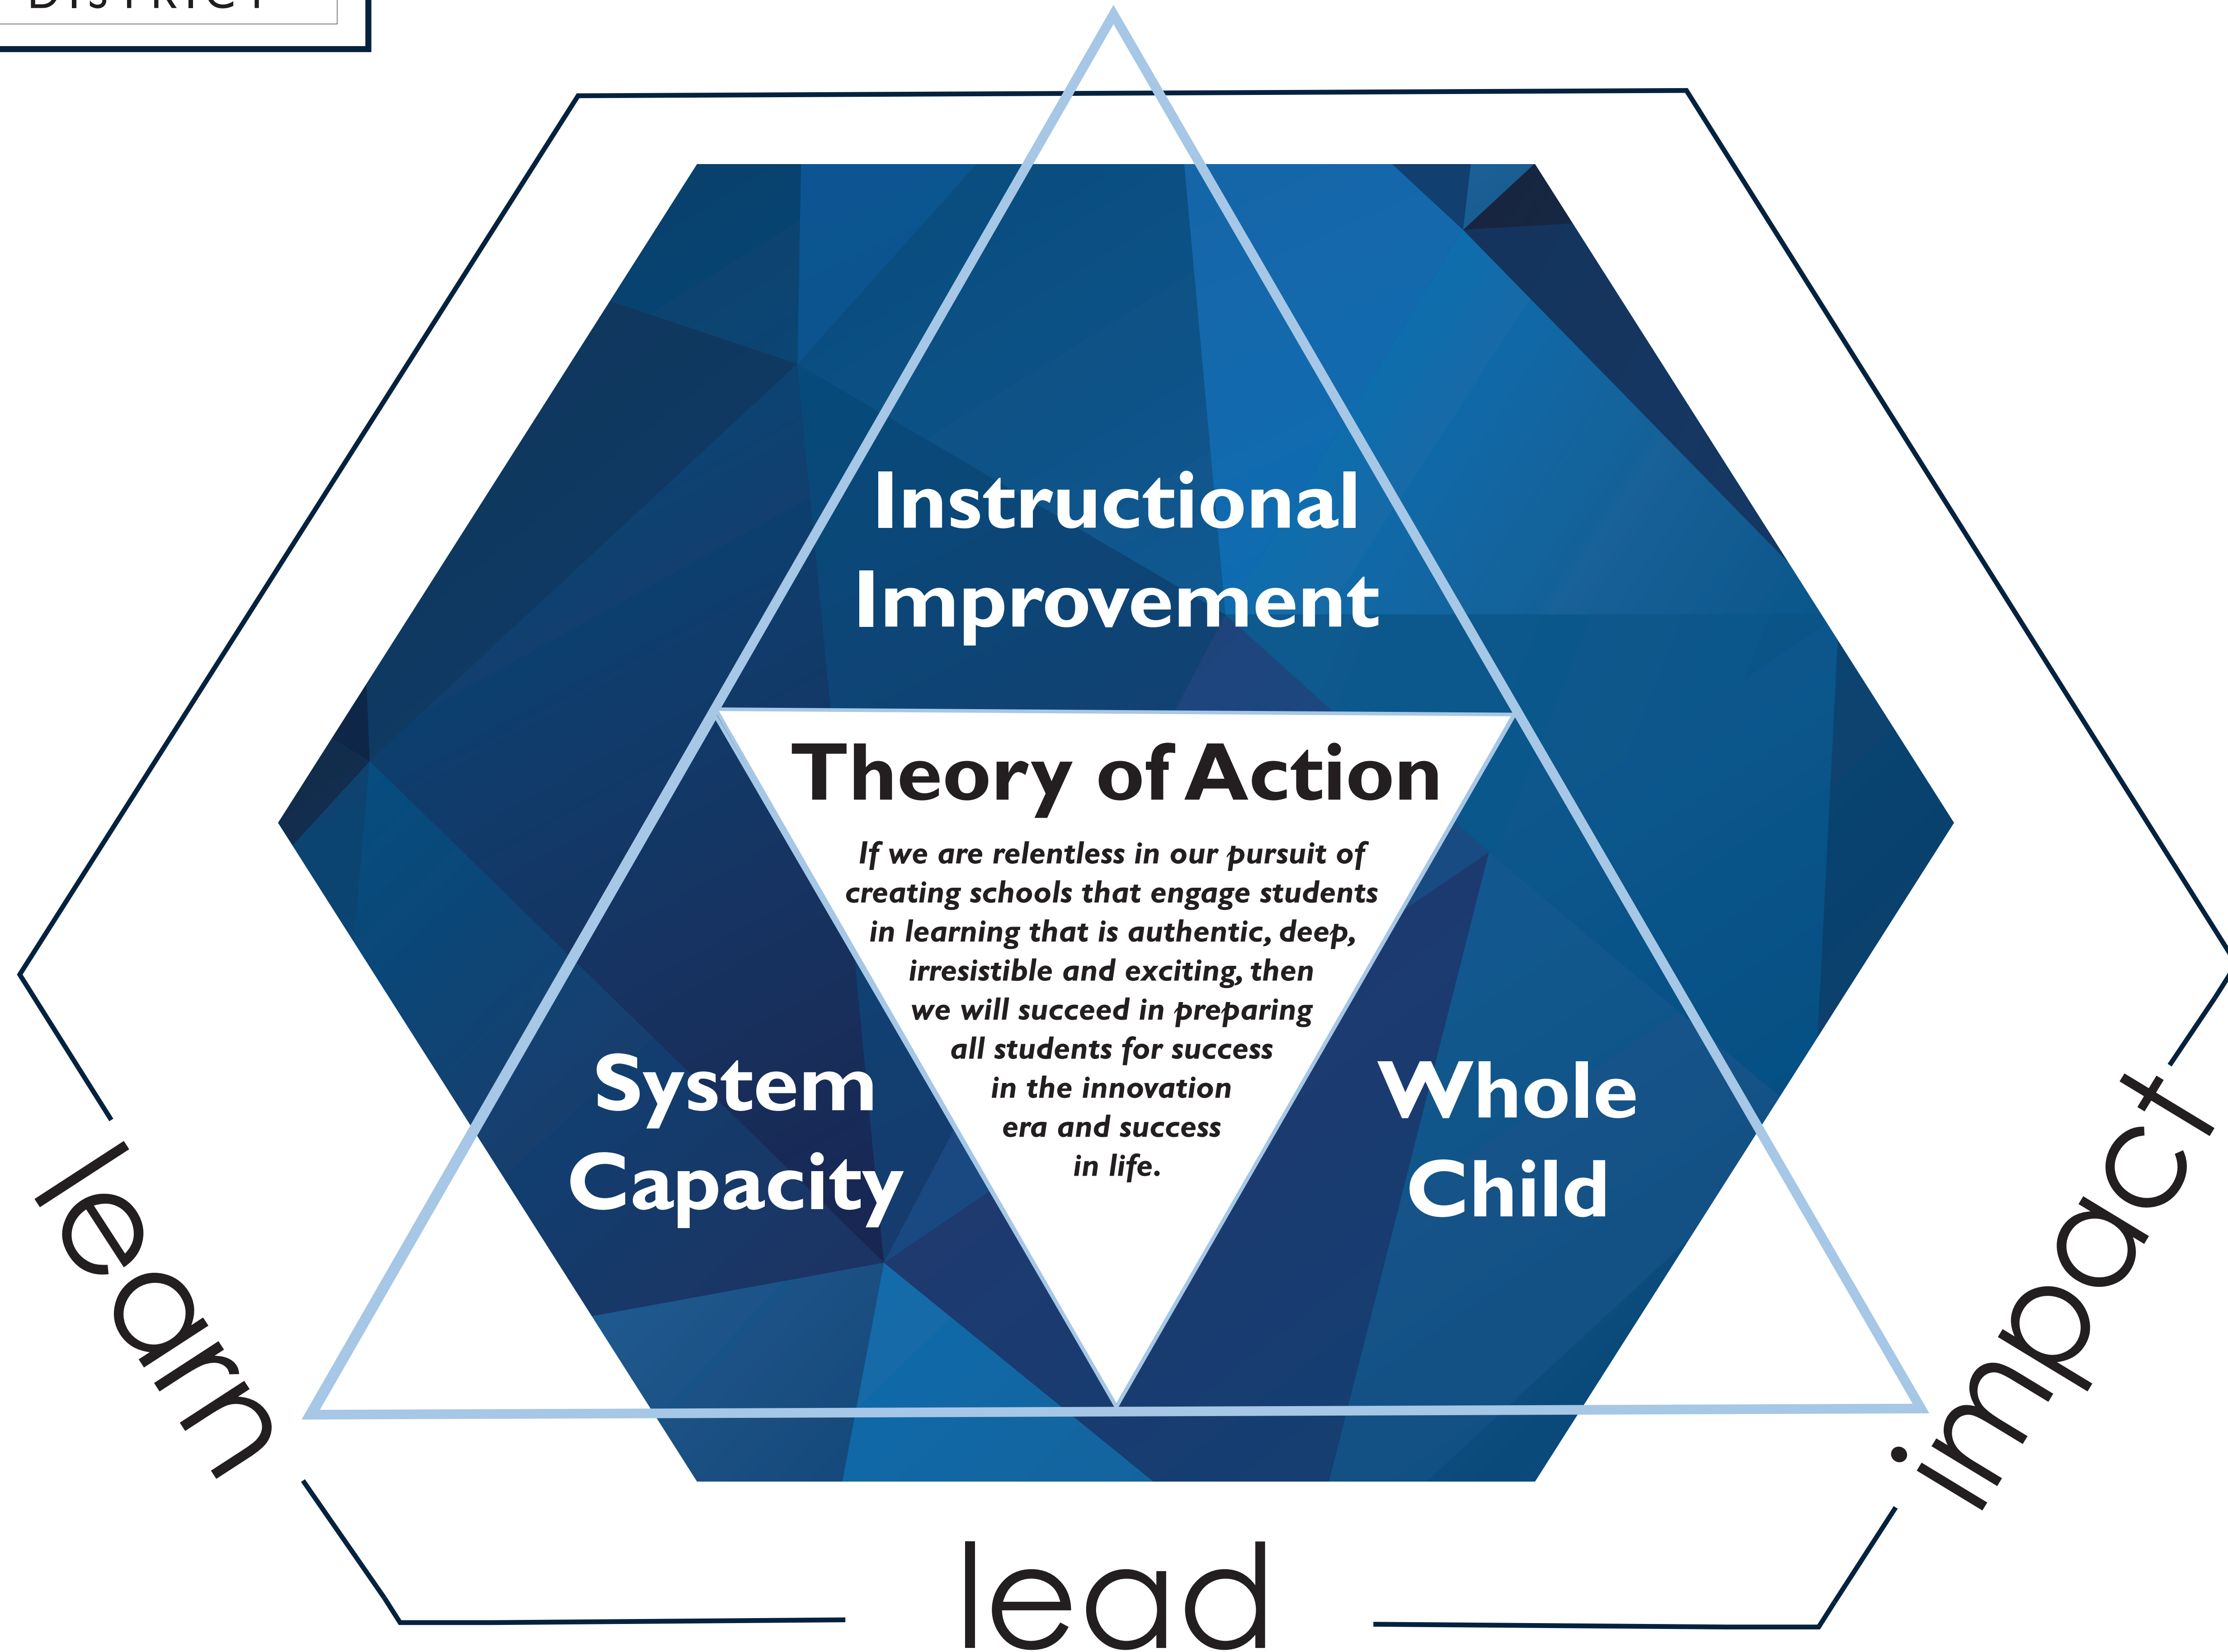 DISTRICT
Instructional
Improvement
Theory of Action
If we are relentless in our pursuit of
creating schools that engage students
in learning that is authentic, deep,
irresistible and exciting, then
we will succeed in preparing
all students for success
in the innovation
era and success
in life.
System
Capacity
Whole
Child
learn
lead
impact